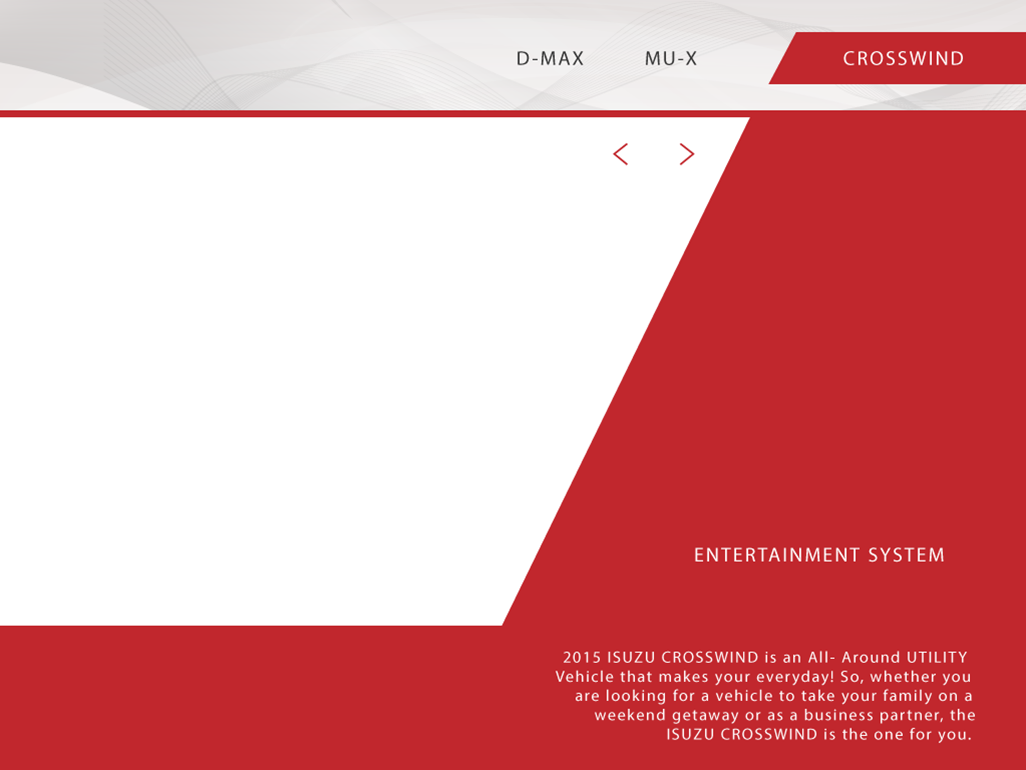 D-MAX MU-X CROSSWIND
ENTERTAINMENT SYSTEM
2015 ISUZU CROSSWIND is an All- Around UTILITY
Vehicle that makes your everyday! So, whether you
are looking for a vehicle to take your family on a
weekend getaway or as a business partner, the
ISUZU CROSSWIND is the one for you.